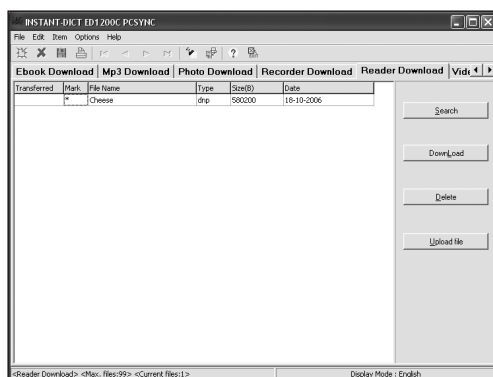 INSTANT-DICT ED1200C PCSYNC
File Edit Item Options Help
?
Ebook Download Mp3 Download Photo Download Recorder Download Reader Download Vide
Transferred Mark File Name Type Size(B) Date
* Cheese dnp 580200 18-10-2006
Search
DownLoad
Delete
Upload file
<Reader Download> <Max. files:99> <Current files:1> Display Mode : English